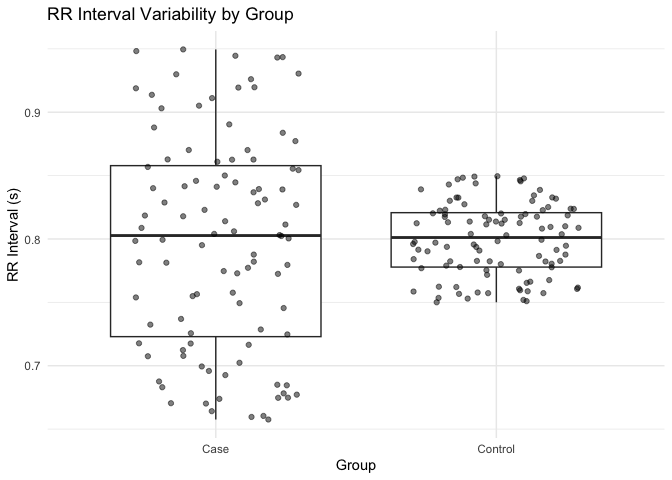 RR Interval Variability by Group
RR Interval (s)
0.9
0.8
0.7
Case
Control
Group